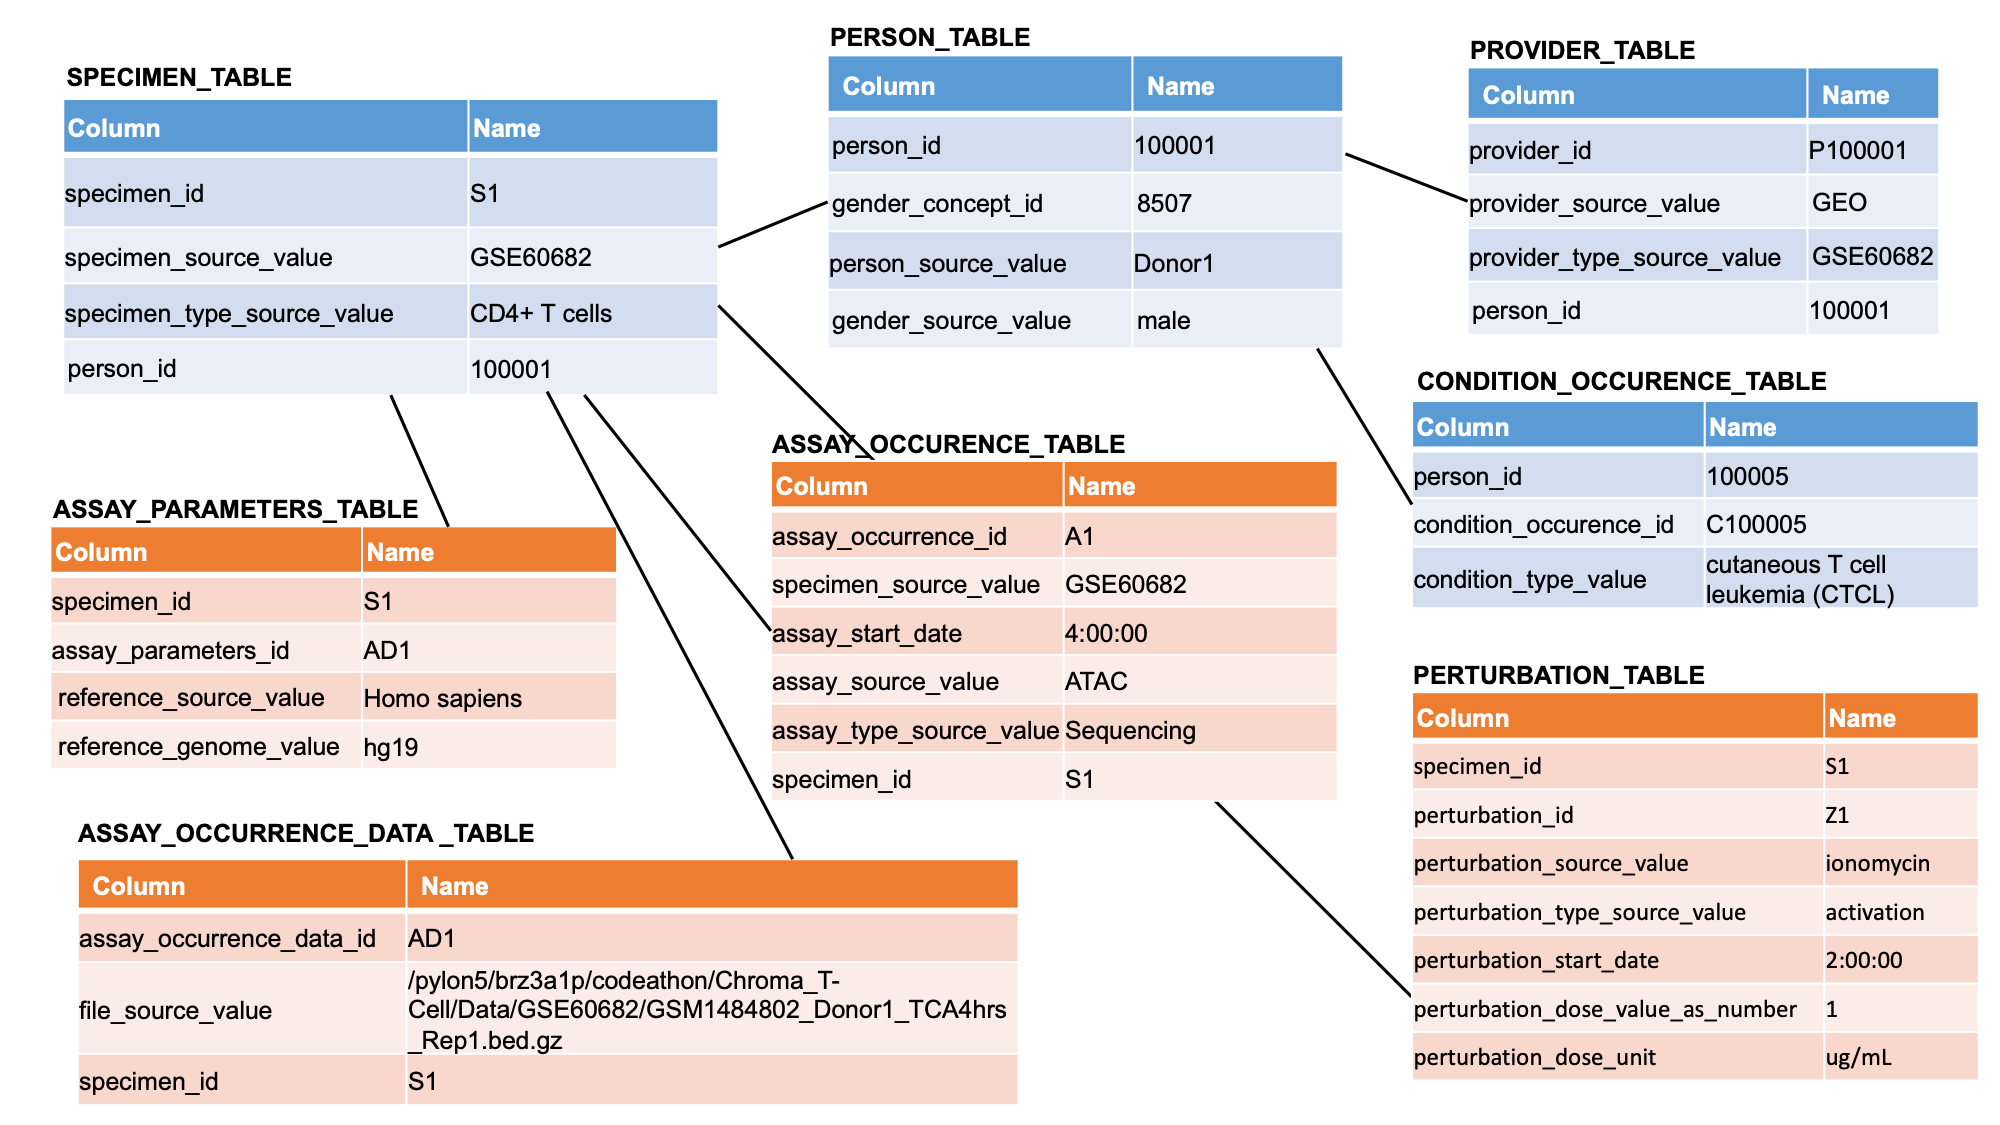 SPECIMEN_TABLE
Column Name
specimen_id S1
specimen_source_value GSE60682
specimen_type_source_value CD4+ T cells
person_id 100001
PERSON_TABLE
Column Name
person_id 100001
gender_concept_id 8507
person_source_value Donor1
gender_source_value male
PROVIDER_TABLE
Column Name
provider_id P100001
provider_source_value GEO
provider_type_source_value GSE60682
person_id 100001
CONDITION_OCCURENCE_TABLE
Column Name
person_id 100005
condition_occurence_id C100005
condition_type_value cutaneous T cell
leukemia (CTCL)
ASSAY_PARAMETERS_TABLE
Column Name
specimen_id S1
assay_parameters_id AD1
reference_source_value Homo sapiens
reference_genome_value hg19
ASSAY_OCCURENCE_TABLE
Column Name
assay_occurrence_id A1
specimen_source_value GSE60682
assay_start_date 4:00:00
assay_source_value ATAC
assay_type_source_value Sequencing
specimen_id S1
PERTURBATION_TABLE
Column Name
specimen_id S1
perturbation_id Z1
perturbation_source_value ionomycin
perturbation_type_source_value activation
perturbation_start_date 2:00:00
perturbation_dose_value_as_number 1
perturbation_dose_unit ug/mL
ASSAY_OCCURRENCE_DATA _TABLE
Column Name
assay_occurrence_data_id AD1
file_source_value /pylon5/brz3a1p/codeathon/Chroma_T-
Cell/Data/GSE60682/GSM1484802_Donor1_TCA4hrs
_Rep1.bed.gz
specimen_id S1